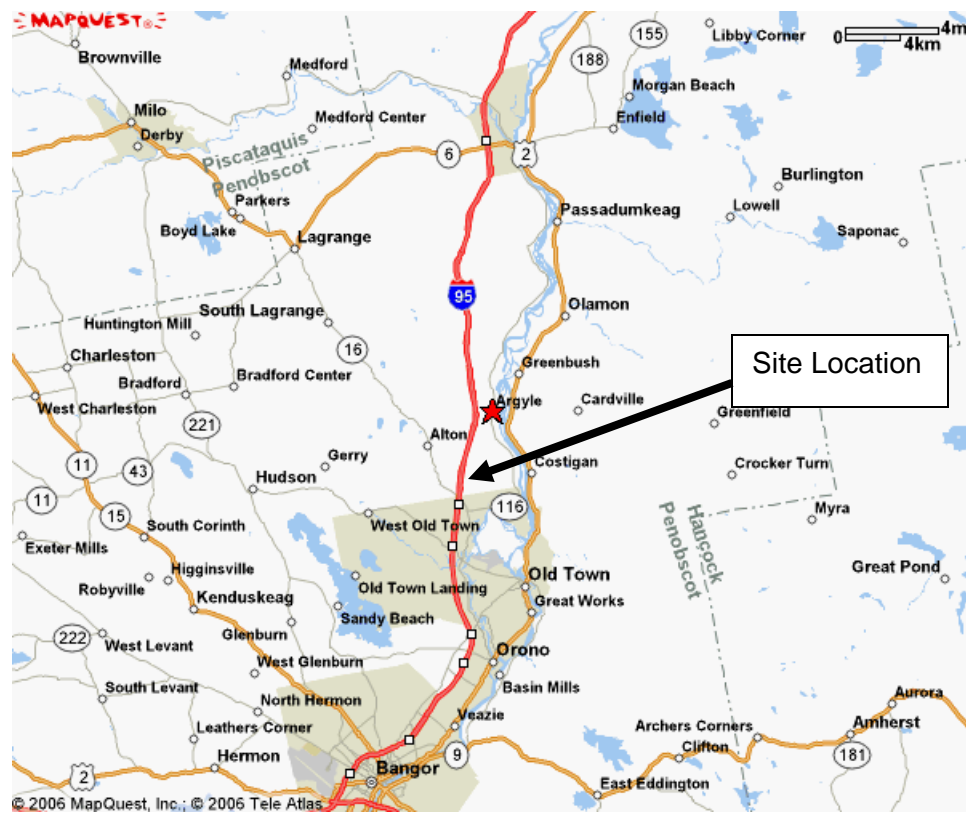 MAPQUEST®
Brownville
Medford
155
Libby Corner
0
4m
4km
188
Morgan Beach
Milo
Derby
Medford Center
Enfield
Piscataquis
Penobscot
6
2
Burlington
Parkers
Boyd Lake
Lagrange
Passadumkeag
Lowell
Saponac
95
South Lagrange
Olamon
Huntington Mill
16
Charleston
Bradford
Bradford Center
Greenbush
Site Location
West Charleston
221
Argyle
Cardville
Greenfield
Alton
11
43
Gerry
Hudson
Costigan
Crocker Turn
11
15
116
Myra
South Corinth
West Old Town
Exeter Mills
Hancock
Penobscot
Higginsville
Robyville
Old Town Landing
Old Town
Great Pond
Kenduskeag
Great Works
Sandy Beach
222
West Levant
Glenburn
Orono
West Glenburn
Basin Mills
South Levant
North Hermon
Aurora
Leathers Corner
Veazie
Archers Corners
Amherst
Hermon
9
Clifton
181
2
Bangor
East Eddington
© 2006 MapQuest, Inc.; © 2006 Tele Atlas